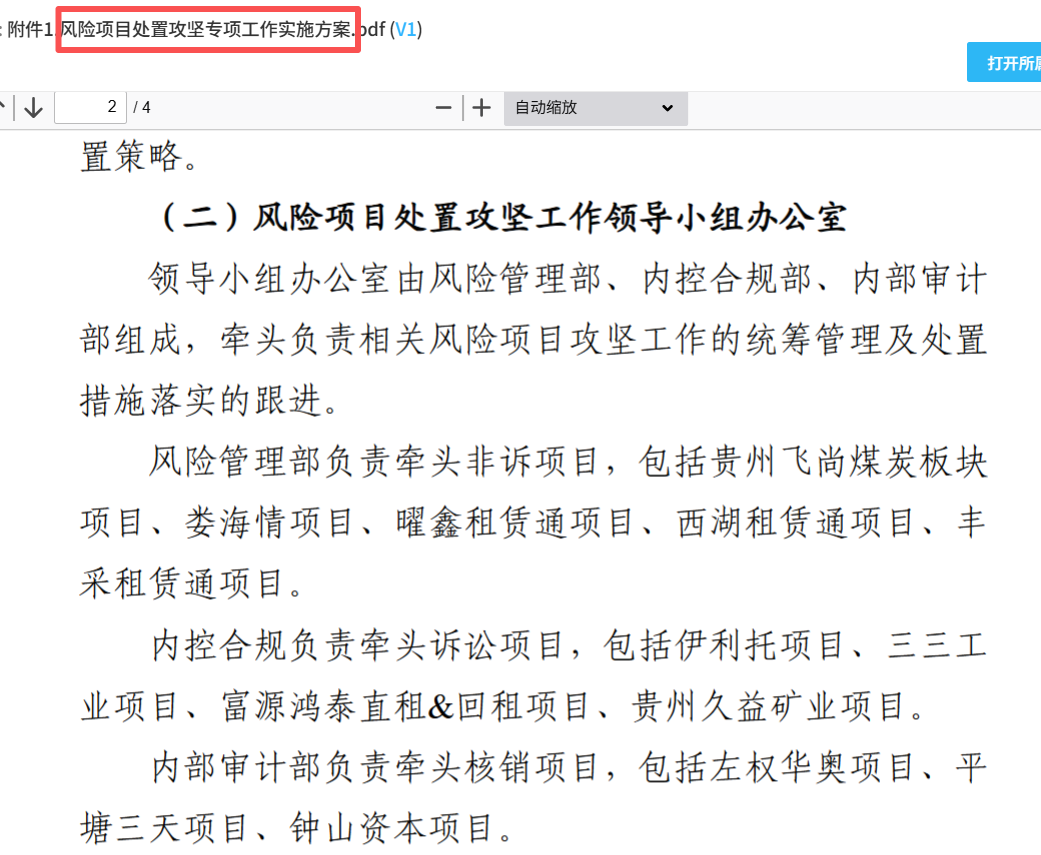 : 附件1.风险项目处置攻坚专项工作实施方案.pdf (V1)
打开所属
2 / 4
自动缩放
置策略。
（二）风险项目处置攻坚工作领导小组办公室
领导小组办公室由风险管理部、内控合规部、内部审计
部组成，牵头负责相关风险项目攻坚工作的统筹管理及处置
措施落实的跟进。
风险管理部负责牵头非诉项目，包括贵州飞尚煤炭板块
项目、娄海情项目、曜鑫租赁通项目、西湖租赁通项目、丰
采租赁通项目。
内控合规负责牵头诉讼项目，包括伊利托项目、三三工
业项目、富源鸿泰直租&回租项目、贵州久益矿业项目。
内部审计部负责牵头核销项目，包括左权华奥项目、平
塘三天项目、钟山资本项目。